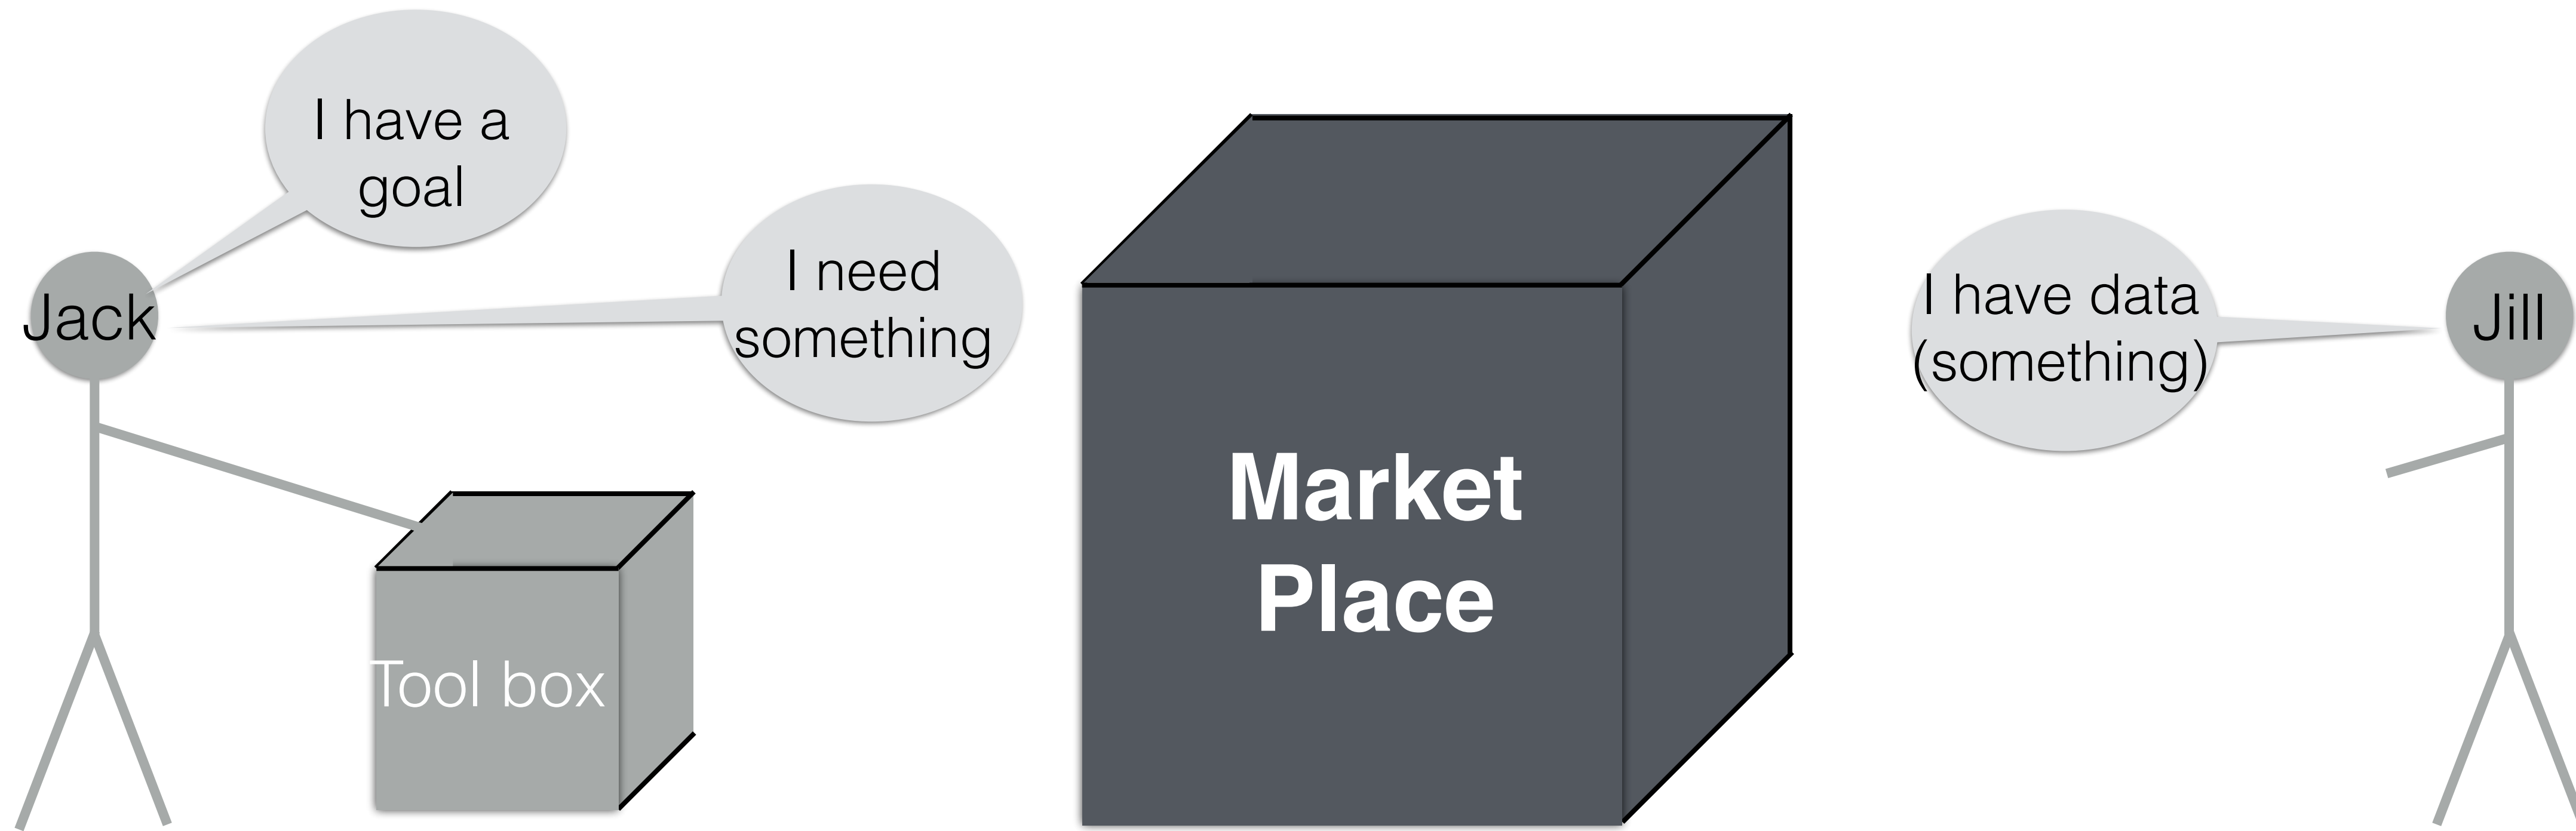 I have a
goal
Jack
I need
something
Tool box
Market
Place
I have data
(something)
Jill